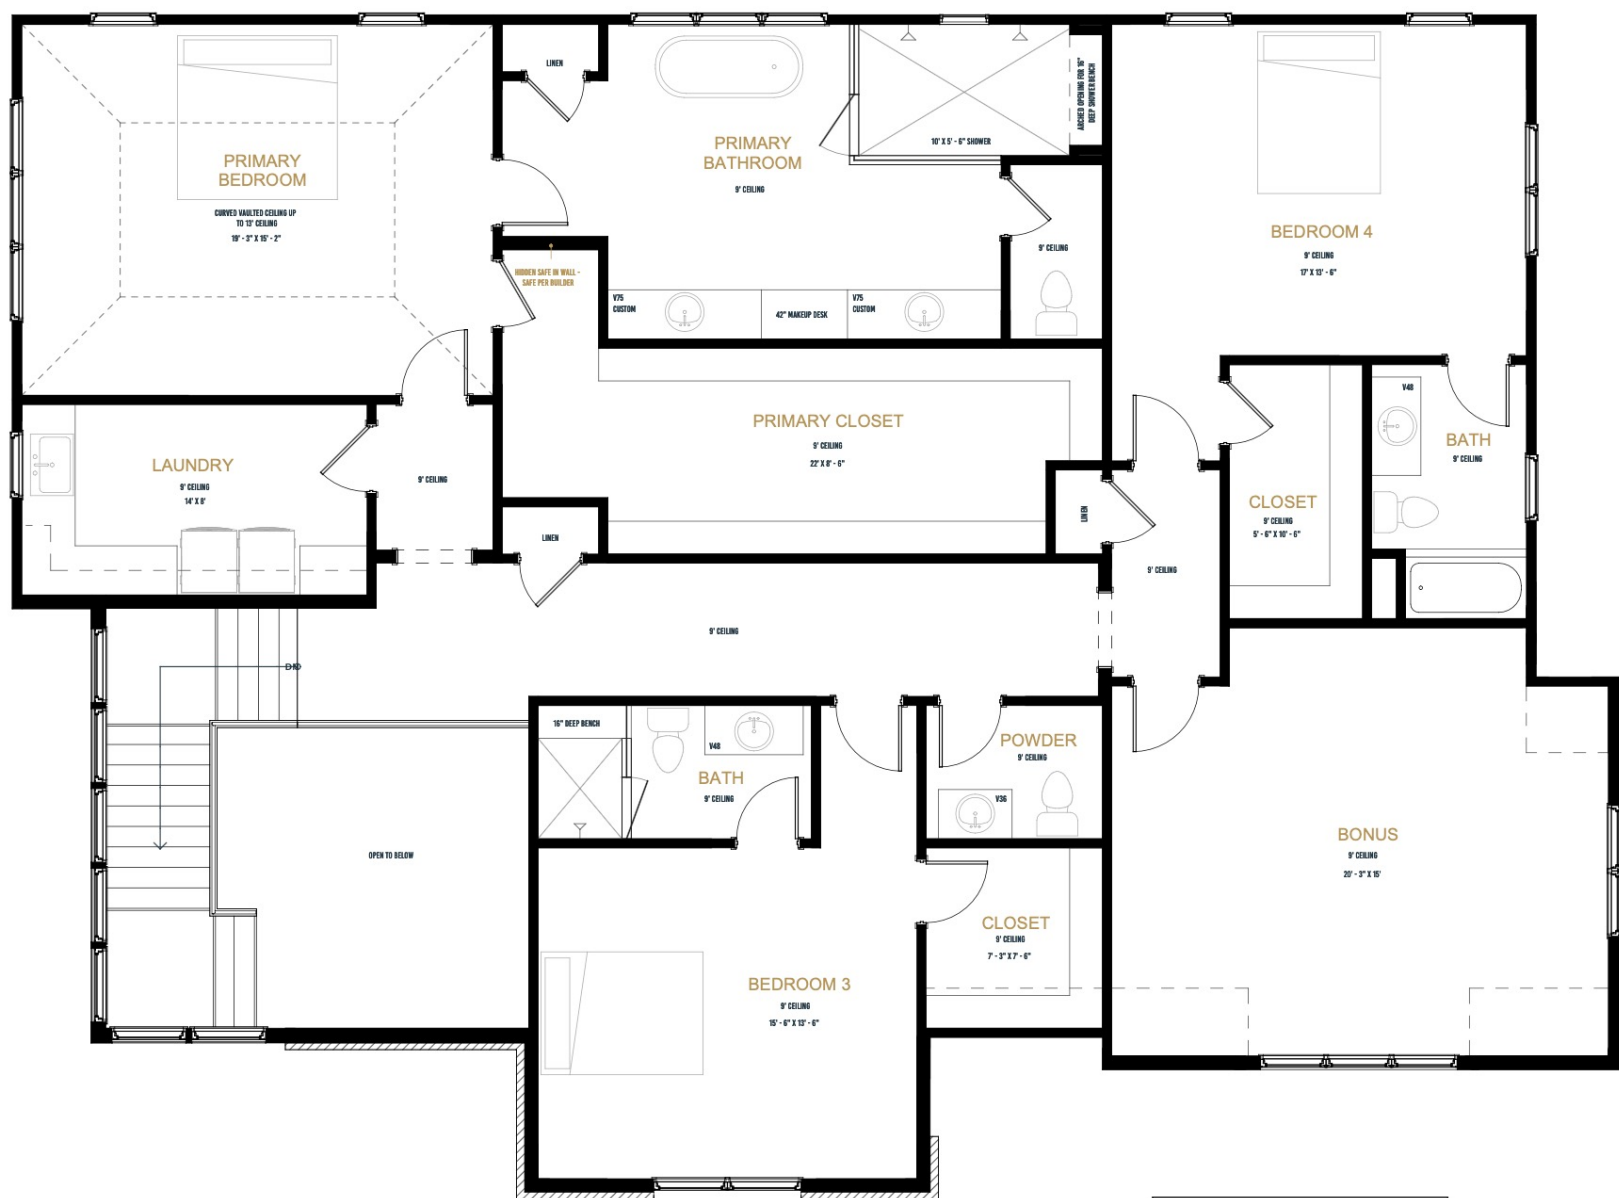 LINEN
PRIMARY
BEDROOM
CURVED VAULTED CEILING UP
TO 13' CEILING
19' - 3" X 15' - 2"
PRIMARY
BATHROOM
9' CEILING
10' X 5' - 6" SHOWER
ARCHED OPENING FOR 16"
DEEP SHOWER BENCH
9' CEILING
HIDDEN SAFE IN WALL -
SAFE PER BUILDER
V75
CUSTOM
42" MAKEUP DESK
V75
CUSTOM
BEDROOM 4
9' CEILING
17' X 13' - 6"
PRIMARY CLOSET
9' CEILING
22' X 8' - 6"
LAUNDRY
9' CEILING
14' X 8'
9' CEILING
LINEN
LINEN
V48
BATH
9' CEILING
CLOSET
9' CEILING
5' - 6" X 10' - 6"
9' CEILING
9' CEILING
DN
16" DEEP BENCH
V48
BATH
9' CEILING
POWDER
9' CEILING
V36
OPEN TO BELOW
BONUS
9' CEILING
20' - 3" X 15'
CLOSET
9' CEILING
7' - 3" X 7' - 6"
BEDROOM 3
9' CEILING
15' - 6" X 13' - 6"